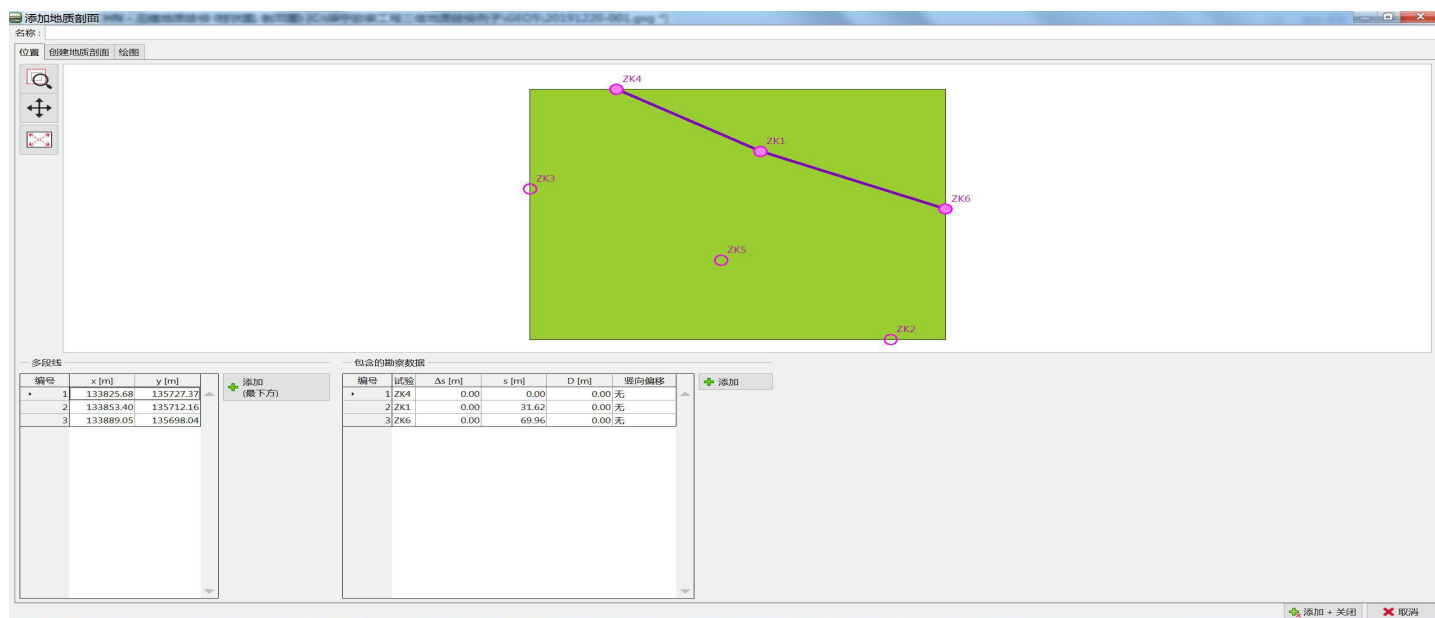 添加地质剖面
名称：
位置 创建地质剖面 绘图
ZK4
ZK1
ZK3
ZK6
ZK5
ZK2
多段线
编号 x [m] y [m]
1 133825.68 135727.37
2 133853.40 135712.16
3 133889.05 135698.04
添加
(最下方)
包含的勘察数据
编号 试验 Δs [m] s [m] D [m] 竖向偏移
1 ZK4 0.00 0.00 0.00 无
2 ZK1 0.00 31.62 0.00 无
3 ZK6 0.00 69.96 0.00 无
添加
添加 + 关闭 取消